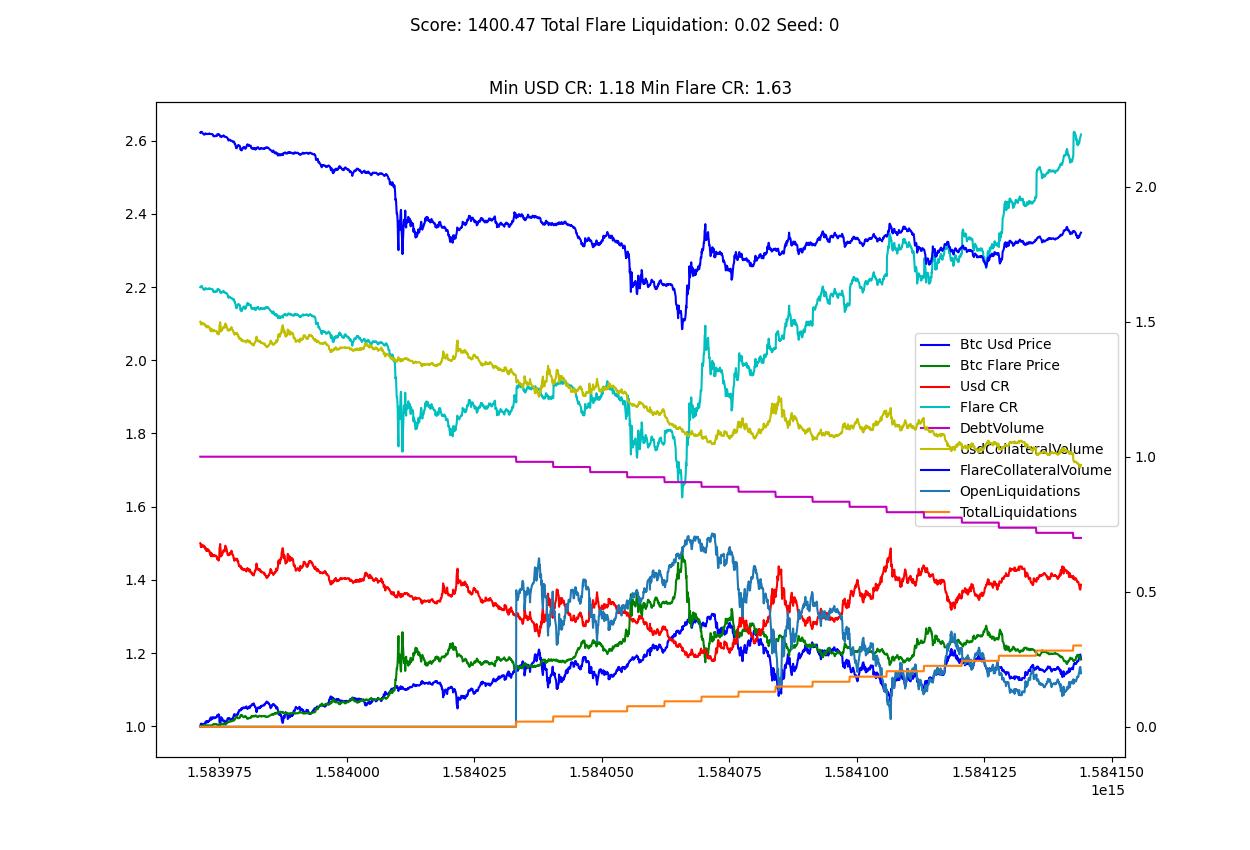 Score: 1400.47 Total Flare Liquidation: 0.02 Seed: 0
Min USD CR: 1.18 Min Flare CR: 1.63
2.6
2.4
2.2
2.0
1.8
1.6
1.4
1.2
1.0
2.0
1.5
1.0
0.5
0.0
Btc Usd Price
Btc Flare Price
Usd CR
Flare CR
DebtVolume
UsdCollateralVolume
FlareCollateralVolume
OpenLiquidations
TotalLiquidations
1.583975 1.584000 1.584025 1.584050 1.584075 1.584100 1.584125 1.584150
1e15